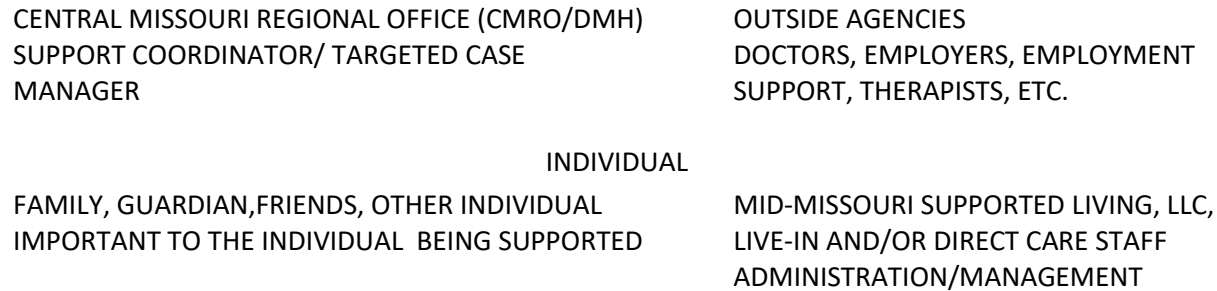 CENTRAL MISSOURI REGIONAL OFFICE (CMRO/DMH)
SUPPORT COORDINATOR/ TARGETED CASE
MANAGER
OUTSIDE AGENCIES
DOCTORS, EMPLOYERS, EMPLOYMENT
SUPPORT, THERAPISTS, ETC.
INDIVIDUAL
FAMILY, GUARDIAN,FRIENDS, OTHER INDIVIDUAL
IMPORTANT TO THE INDIVIDUAL  BEING SUPPORTED
MID-MISSOURI SUPPORTED LIVING, LLC,
LIVE-IN AND/OR DIRECT CARE STAFF
ADMINISTRATION/MANAGEMENT